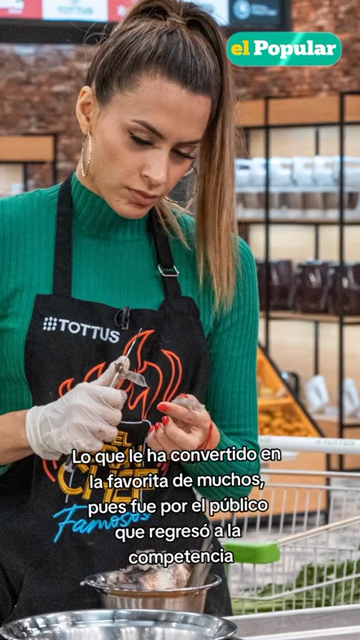 el Popular
TOTTUS
EL
CHEF
Famosos
Lo que le ha convertido en
la favorita de muchos,
pues fue por el público
que regresó a la
competencia